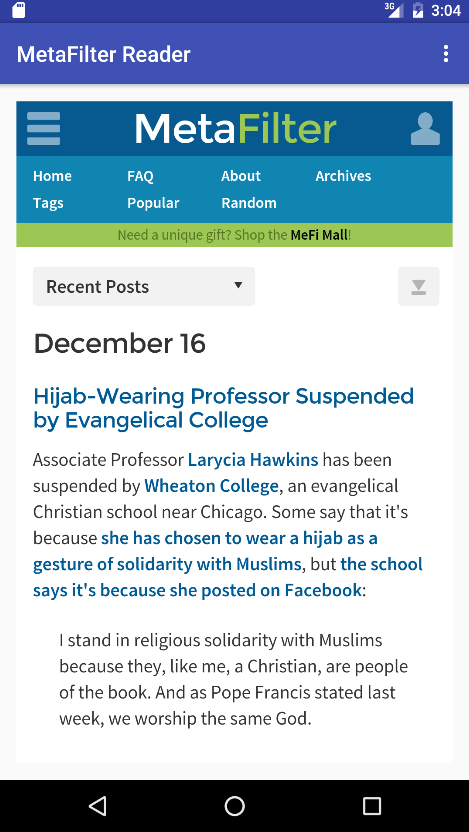 3G 3:04
MetaFilter Reader
MetaFilter
Home FAQ About Archives
Tags Popular Random
Need a unique gift? Shop the MeFi Mall!
Recent Posts
December 16
Hijab-Wearing Professor Suspended
by Evangelical College
Associate Professor Larycia Hawkins has been
suspended by Wheaton College, an evangelical
Christian school near Chicago. Some say that it's
because she has chosen to wear a hijab as a
gesture of solidarity with Muslims, but the school
says it's because she posted on Facebook:
I stand in religious solidarity with Muslims
because they, like me, a Christian, are people
of the book. And as Pope Francis stated last
week, we worship the same God.